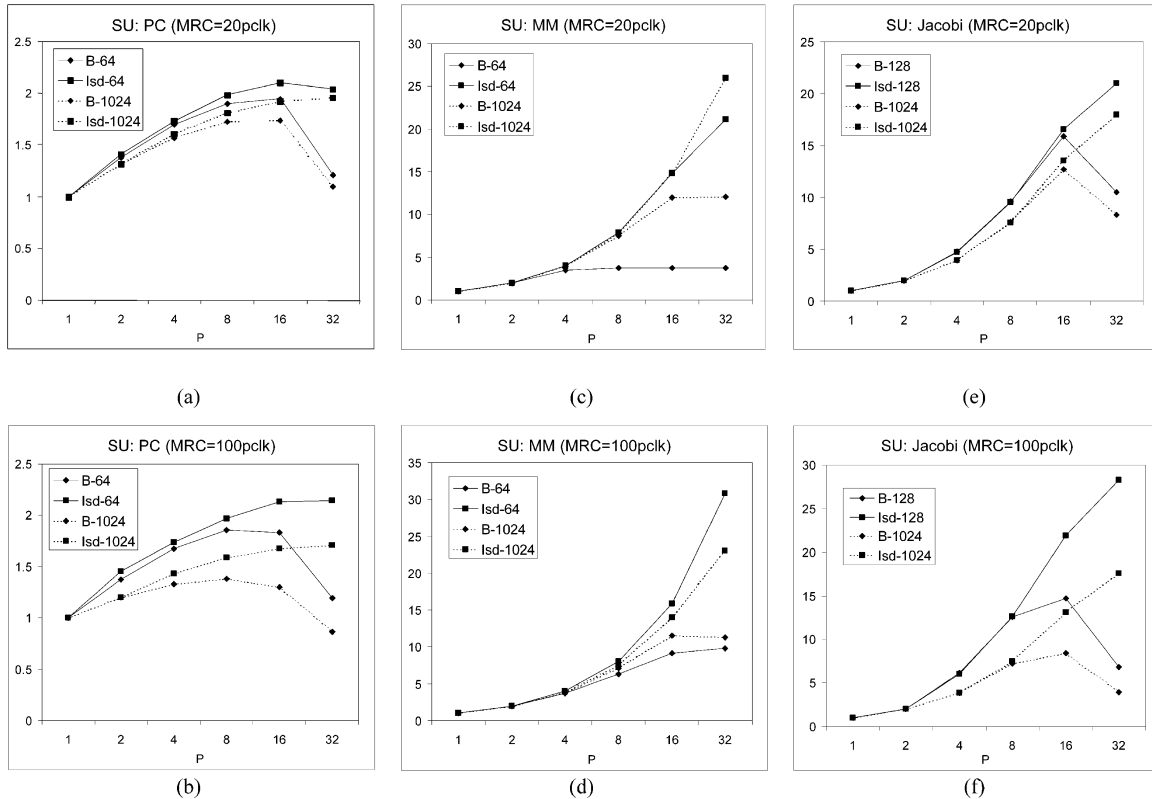 SU: PC (MRC=20pclk)
2.5
2
1.5
1
0.5
0
B-64
Isd-64
B-1024
Isd-1024
1 2 4 8 16 32
P
(a)
SU: MM (MRC=20pclk)
30
25
20
15
10
5
0
B-64
Isd-64
B-1024
Isd-1024
1 2 4 8 16 32
P
(c)
SU: Jacobi (MRC=20pclk)
25
20
15
10
5
0
B-128
Isd-128
B-1024
Isd-1024
1 2 4 8 16 32
P
(e)
SU: PC (MRC=100pclk)
2.5
2
1.5
1
0.5
0
B-64
Isd-64
B-1024
Isd-1024
1 2 4 8 16 32
P
(b)
SU: MM (MRC=100pclk)
35
30
25
20
15
10
5
0
B-64
Isd-64
B-1024
Isd-1024
1 2 4 8 16 32
P
(d)
SU: Jacobi (MRC=100pclk)
30
25
20
15
10
5
0
B-128
Isd-128
B-1024
Isd-1024
1 2 4 8 16 32
P
(f)